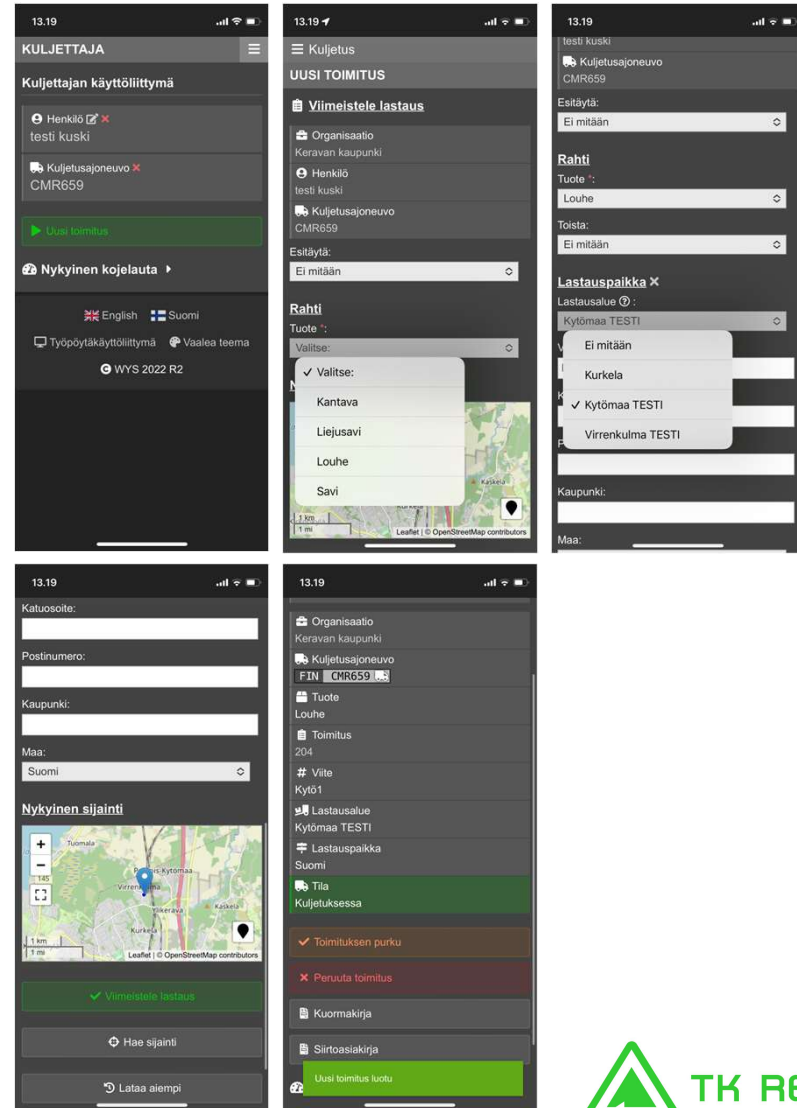 13.19
KULJETTAJA
Kuljettajan käyttöliittymä
Henkilö
testi kuski
Kuljetusajoneuvo
CMR659
Uusi toimitus
Nykyinen kojelauta
English Suomi
Työpöytäkäyttöliittymä Vaalea teema
WYS 2022 R2
13.19
Kuljetus
UUSI TOIMITUS
Viimeistele lastaus
Organisaatio
Keravan kaupunki
Henkilö
testi kuski
Kuljetusajoneuvo
CMR659
Esitäytä:
Ei mitään
Rahti
Tuote *:
Valitse:
✓ Valitse:
Kantava
Liejusavi
Louhe
Savi
Kaskela
Kurkela
1 km
1 mi
Leaflet | © OpenStreetMap contributors
13.19
testi kuski
Kuljetusajoneuvo
CMR659
Esitäytä:
Ei mitään
Rahti
Tuote *:
Louhe
Toista:
Ei mitään
Lastauspaikka ×
Lastausalue :
Kytömaa TESTI
Ei mitään
Kurkela
✓ Kytömaa TESTI
Virrenkulma TESTI
Kaupunki:
Maa:
13.19
Katuosoite:
Postinumero:
Kaupunki:
Maa:
Suomi
Nykyinen sijainti
+
−
Tuomala
145
Ylikerava
Kaskela
Kurkela
1 km
1 mi
Leaflet | © OpenStreetMap contributors
Viimeistele lastaus
Hae sijainti
Lataa aiempi
13.19
Organisaatio
Keravan kaupunki
Kuljetusajoneuvo
FIN CMR659
Tuote
Louhe
Toimitus
204
# Viite
Kytö1
Lastausalue
Kytömaa TESTI
Lastauspaikka
Suomi
Tila
Kuljetuksessa
Toimituksen purku
Peruuta toimitus
Kuormakirja
Siirtoasiakirja
Uusi toimitus luotu
TK RE